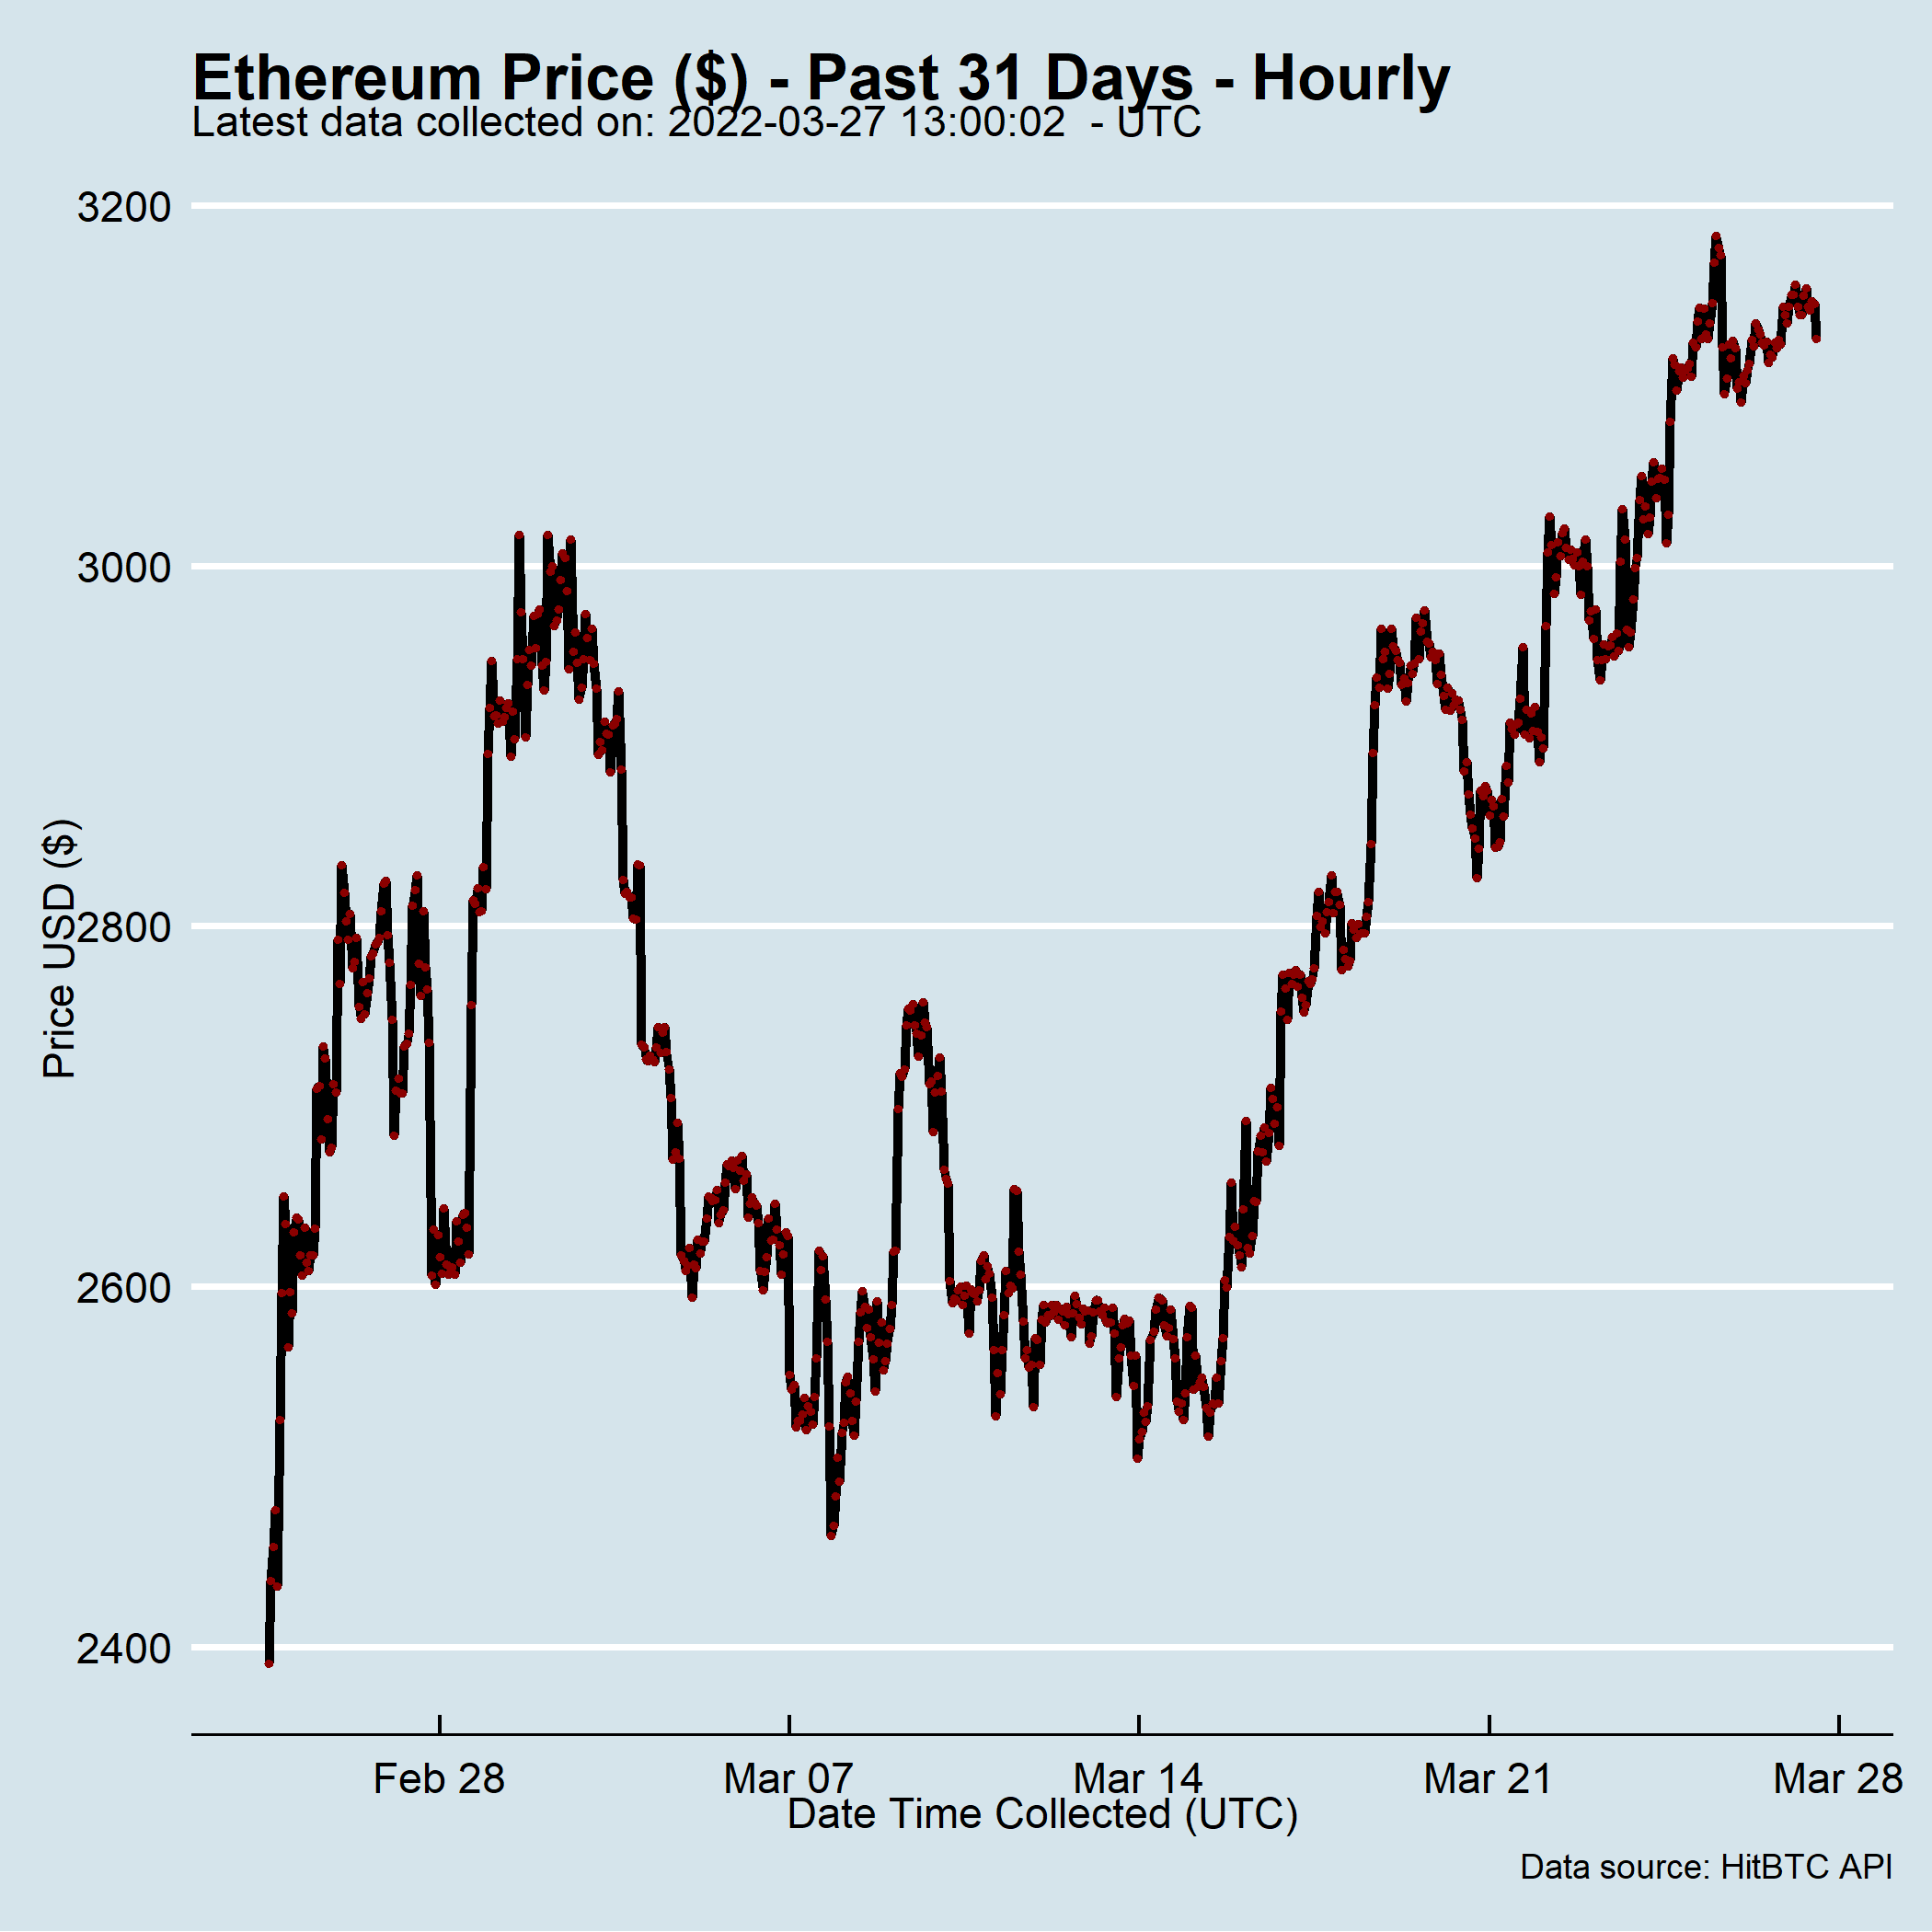 Ethereum Price ($) - Past 31 Days - Hourly
Latest data collected on: 2022-03-27 13:00:02  - UTC
3200
3000
2800
2600
2400
Price USD ($)
Feb 28 Mar 07 Mar 14 Mar 21 Mar 28
Date Time Collected (UTC)
Data source: HitBTC API